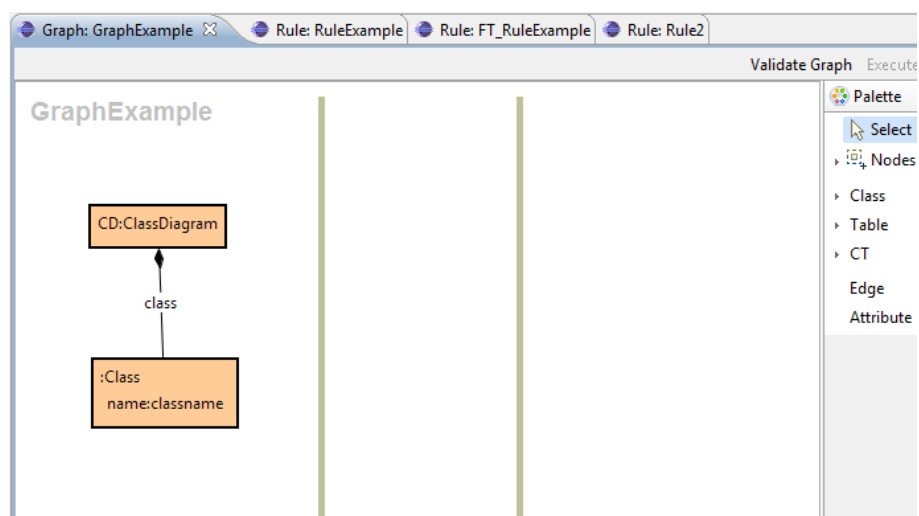 Graph: GraphExample
Rule: RuleExample
Rule: FT_RuleExample
Rule: Rule2
Validate Graph Execute
GraphExample
CD:ClassDiagram
class
:Class
name:classname
Palette
Select
Nodes
Class
Table
CT
Edge
Attribute